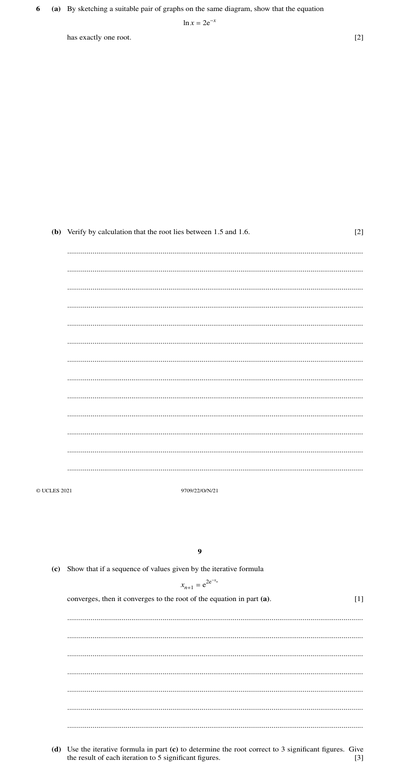 6 (a) By sketching a suitable pair of graphs on the same diagram, show that the equation
ln x = 2e⁻ˣ
has exactly one root. [2]
(b) Verify by calculation that the root lies between 1.5 and 1.6. [2]
© UCLES 2021 9709/22/O/N/21
9
(c) Show that if a sequence of values given by the iterative formula
xₙ₊₁ = e^(2e^(−xₙ))
converges, then it converges to the root of the equation in part (a). [1]
(d) Use the iterative formula in part (c) to determine the root correct to 3 significant figures. Give
the result of each iteration to 5 significant figures. [3]